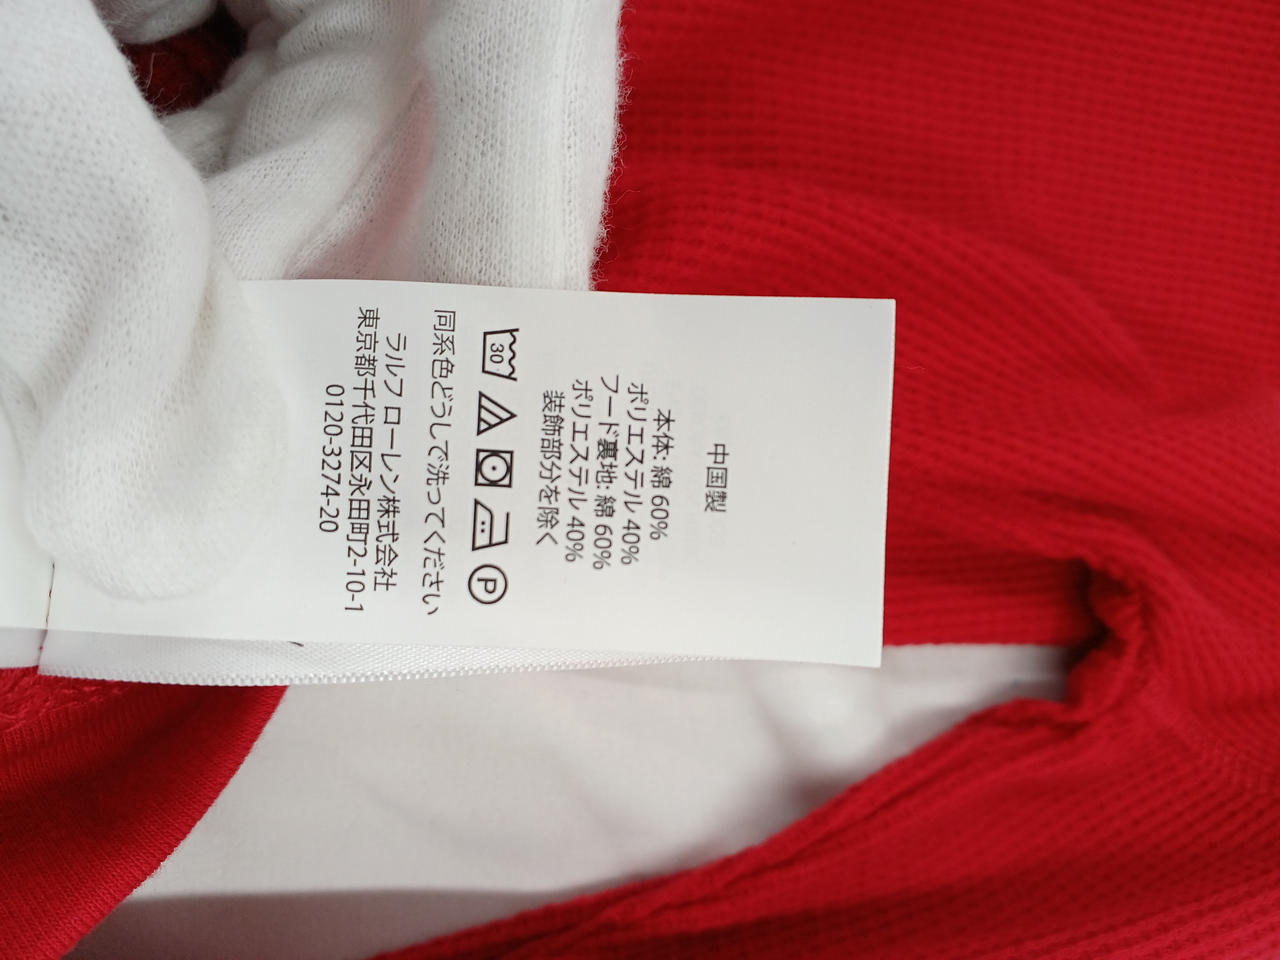 中国製
本体: 綿 60%
ポリエステル 40%
フード裏地: 綿 60%
ポリエステル 40%
装飾部分を除く
30
P
同系色どうしで洗ってください
ラルフ ローレン株式会社
東京都千代田区永田町2-10-1
0120-3274-20